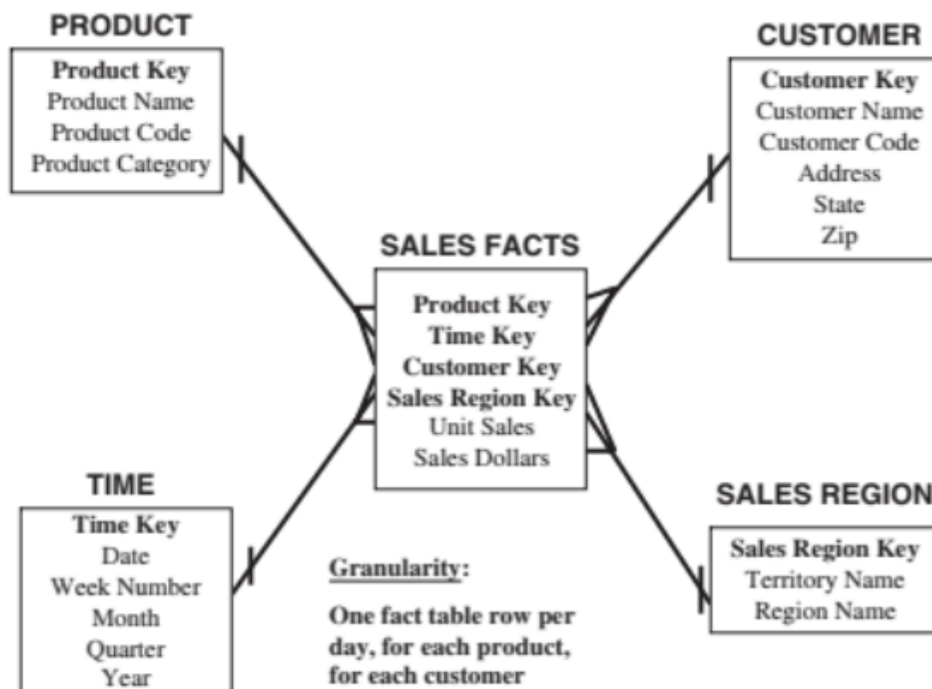 PRODUCT
Product Key
Product Name
Product Code
Product Category
CUSTOMER
Customer Key
Customer Name
Customer Code
Address
State
Zip
SALES FACTS
Product Key
Time Key
Customer Key
Sales Region Key
Unit Sales
Sales Dollars
TIME
Time Key
Date
Week Number
Month
Quarter
Year
Granularity:
One fact table row per
day, for each product,
for each customer
SALES REGION
Sales Region Key
Territory Name
Region Name